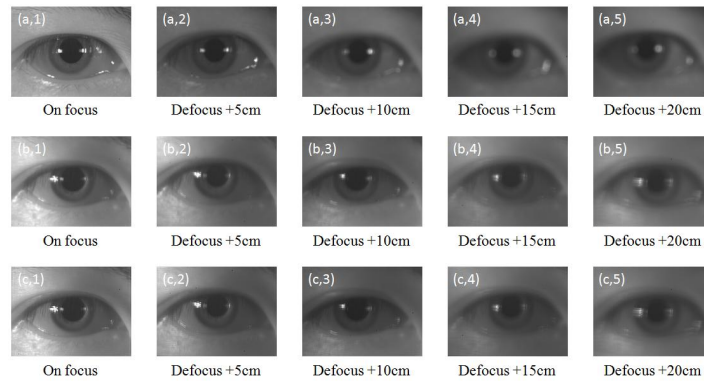 (a,1) (a,2) (a,3) (a,4) (a,5)
On focus Defocus +5cm Defocus +10cm Defocus +15cm Defocus +20cm
(b,1) (b,2) (b,3) (b,4) (b,5)
On focus Defocus +5cm Defocus +10cm Defocus +15cm Defocus +20cm
(c,1) (c,2) (c,3) (c,4) (c,5)
On focus Defocus +5cm Defocus +10cm Defocus +15cm Defocus +20cm